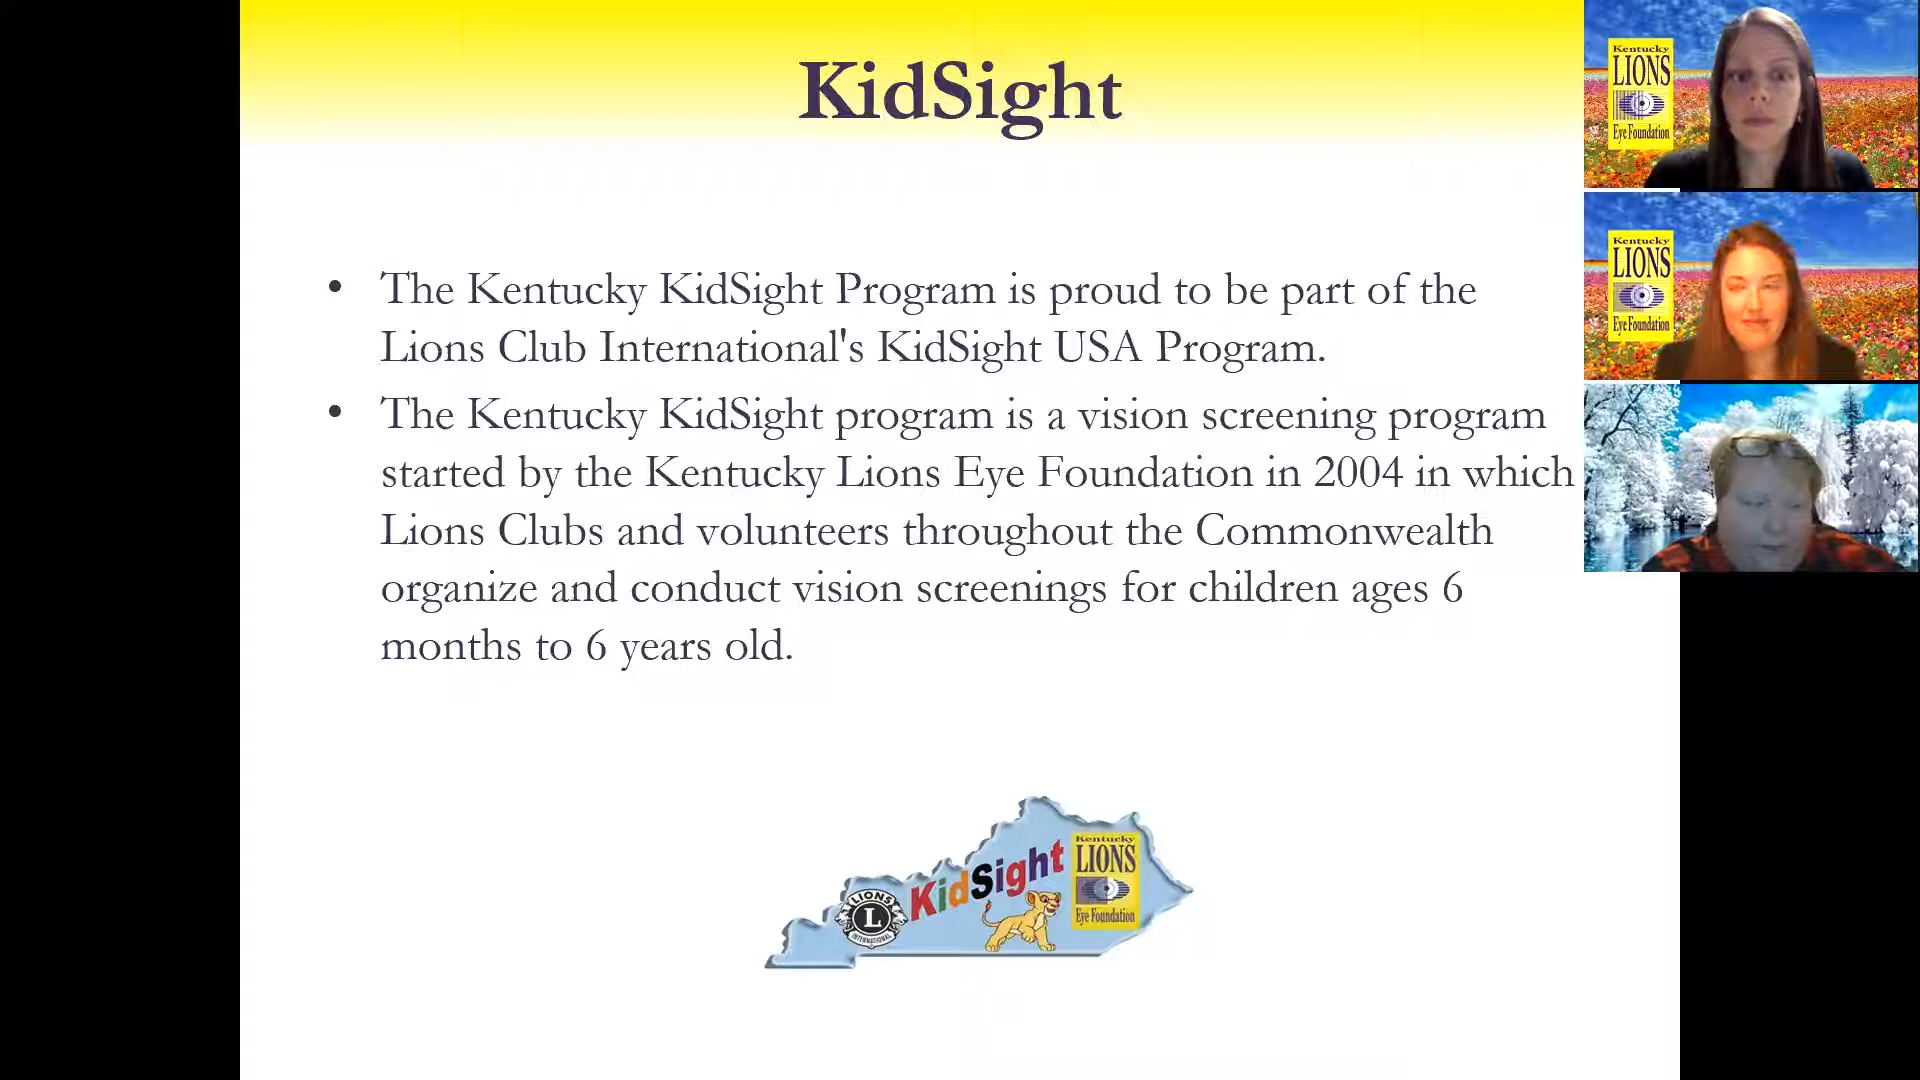 KidSight
• The Kentucky KidSight Program is proud to be part of the
Lions Club International's KidSight USA Program.
• The Kentucky KidSight program is a vision screening program
started by the Kentucky Lions Eye Foundation in 2004 in which
Lions Clubs and volunteers throughout the Commonwealth
organize and conduct vision screenings for children ages 6
months to 6 years old.
LIONS
L
INTERNATIONAL
KidSight
Kentucky
LIONS
Eye Foundation
Kentucky
LIONS
Eye Foundation
Kentucky
LIONS
Eye Foundation